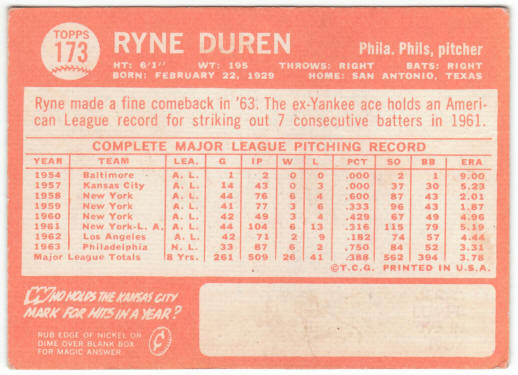 TOPPS
173
RYNE DUREN
Phila. Phils, pitcher
HT: 6'1" WT: 195 THROWS: RIGHT BATS: RIGHT
BORN: FEBRUARY 22, 1929 HOME: SAN ANTONIO, TEXAS
Ryne made a fine comeback in '63. The ex-Yankee ace holds an Ameri-
can League record for striking out 7 consecutive batters in 1961.
COMPLETE MAJOR LEAGUE PITCHING RECORD
YEAR TEAM LEA. G IP W L PCT SO BB ERA
1954 Baltimore A. L. 1 2 0 0 .000 2 1 9.00
1957 Kansas City A. L. 14 43 0 3 .000 37 30 5.23
1958 New York A. L. 44 76 6 4 .600 87 43 2.01
1959 New York A. L. 41 77 3 6 .333 96 43 1.87
1960 New York A. L. 42 49 3 4 .429 67 49 4.96
1961 New York-L. A. A. L. 44 104 6 13 .316 115 79 5.19
1962 Los Angeles A. L. 42 71 2 9 .182 74 57 4.44
1963 Philadelphia N. L. 33 87 6 2 .750 84 52 3.31
Major League Totals 8 Yrs. 261 509 26 41 .388 562 394 3.78
©T.C.G. PRINTED IN U.S.A.
WHO HOLDS THE KANSAS CITY
MARK FOR HITS IN A YEAR?
RUB EDGE OF NICKEL OR
DIME OVER BLANK BOX
FOR MAGIC ANSWER.